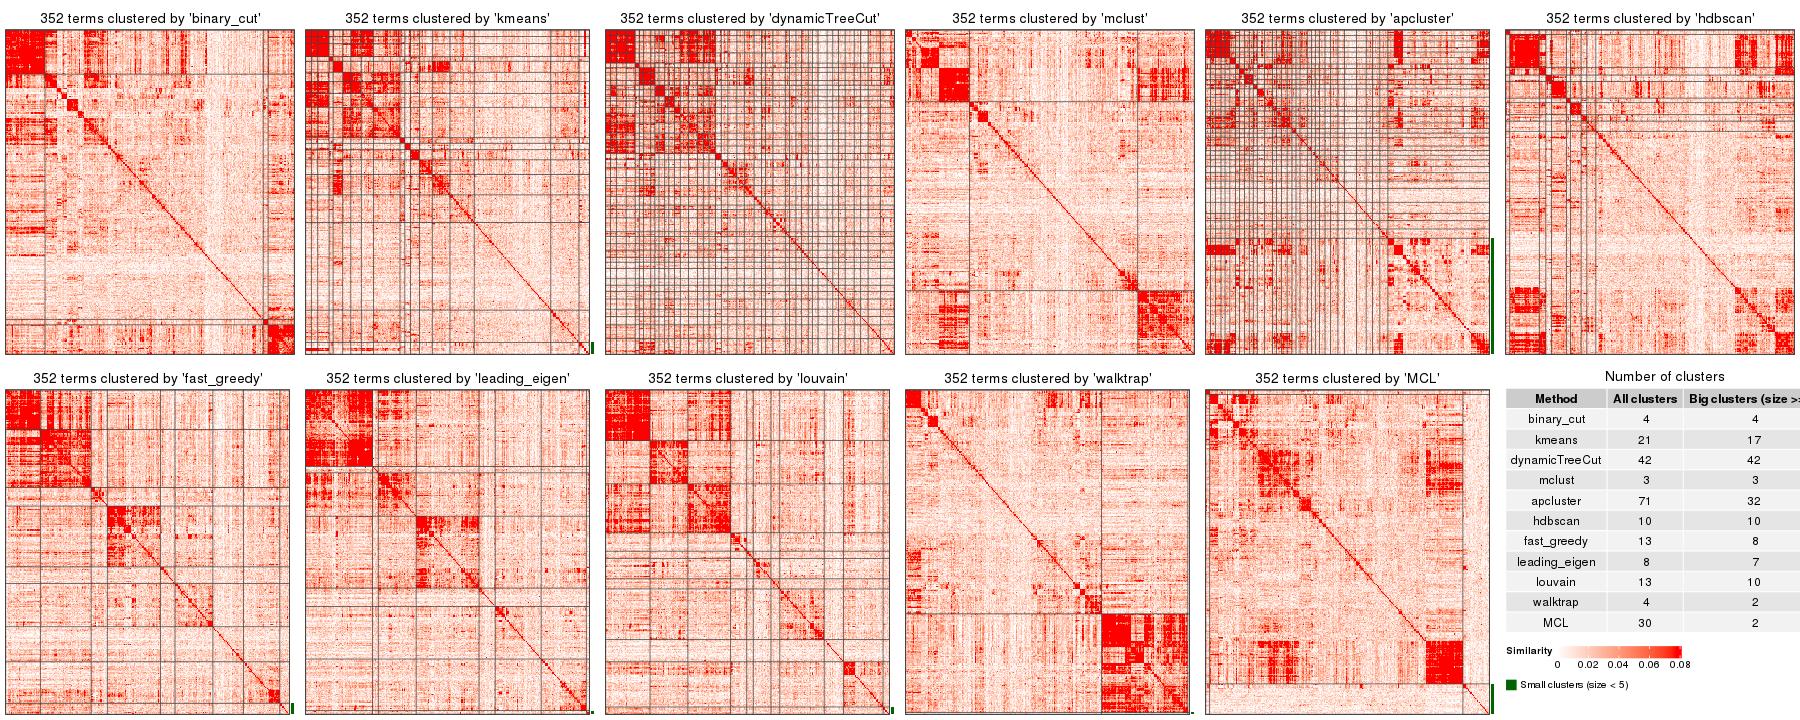 352 terms clustered by 'binary_cut'
352 terms clustered by 'kmeans'
352 terms clustered by 'dynamicTreeCut'
352 terms clustered by 'mclust'
352 terms clustered by 'apcluster'
352 terms clustered by 'hdbscan'
352 terms clustered by 'fast_greedy'
352 terms clustered by 'leading_eigen'
352 terms clustered by 'louvain'
352 terms clustered by 'walktrap'
352 terms clustered by 'MCL'
Number of clusters
Method All clusters Big clusters (size >=
binary_cut 4 4
kmeans 21 17
dynamicTreeCut 42 42
mclust 3 3
apcluster 71 32
hdbscan 10 10
fast_greedy 13 8
leading_eigen 8 7
louvain 13 10
walktrap 4 2
MCL 30 2
Similarity
0 0.02 0.04 0.06 0.08
Small clusters (size < 5)